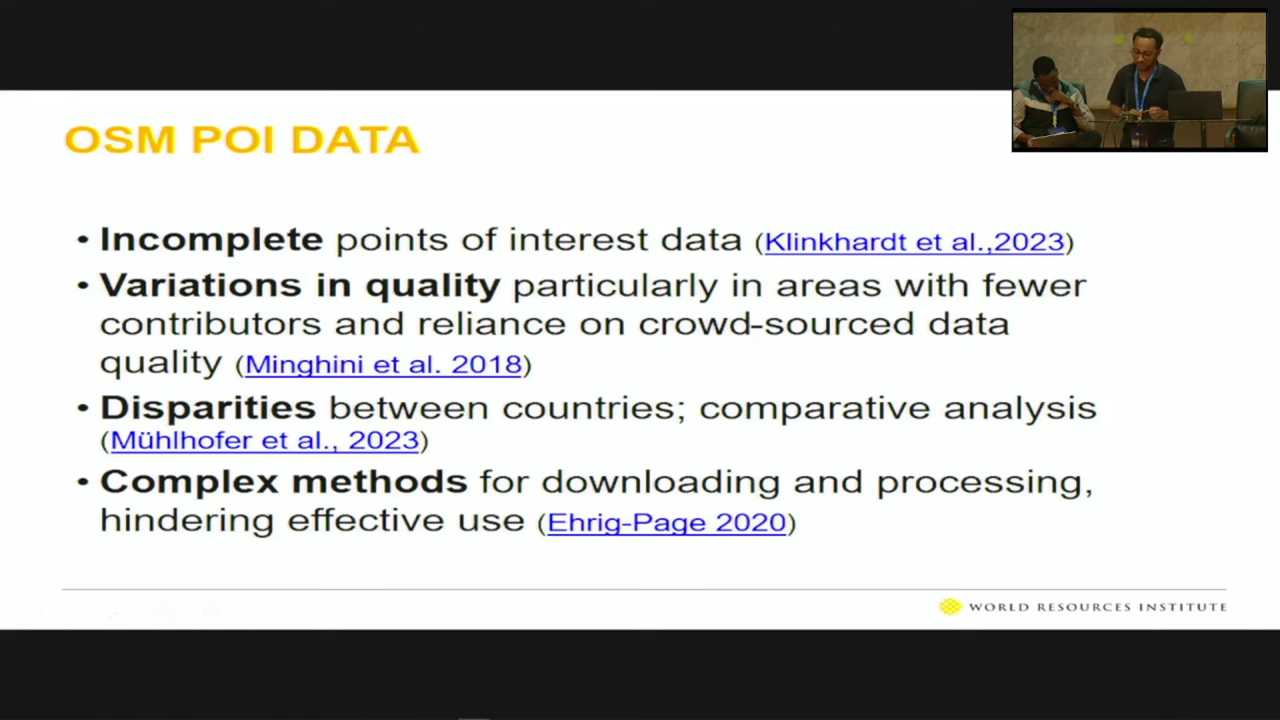 OSM POI DATA
• Incomplete points of interest data (Klinkhardt et al.,2023)
• Variations in quality particularly in areas with fewer
contributors and reliance on crowd-sourced data
quality (Minghini et al. 2018)
• Disparities between countries; comparative analysis
(Mühlhofer et al., 2023)
• Complex methods for downloading and processing,
hindering effective use (Ehrig-Page 2020)
WORLD RESOURCES INSTITUTE